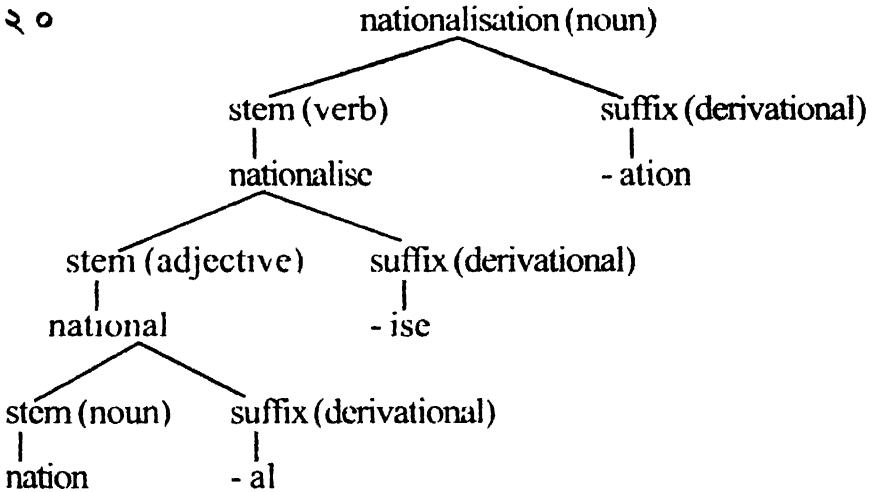 २० nationalisation (noun)
stem (verb) suffix (derivational)
nationalise - ation
stem (adjective) suffix (derivational)
national - ise
stem (noun) suffix (derivational)
nation - al